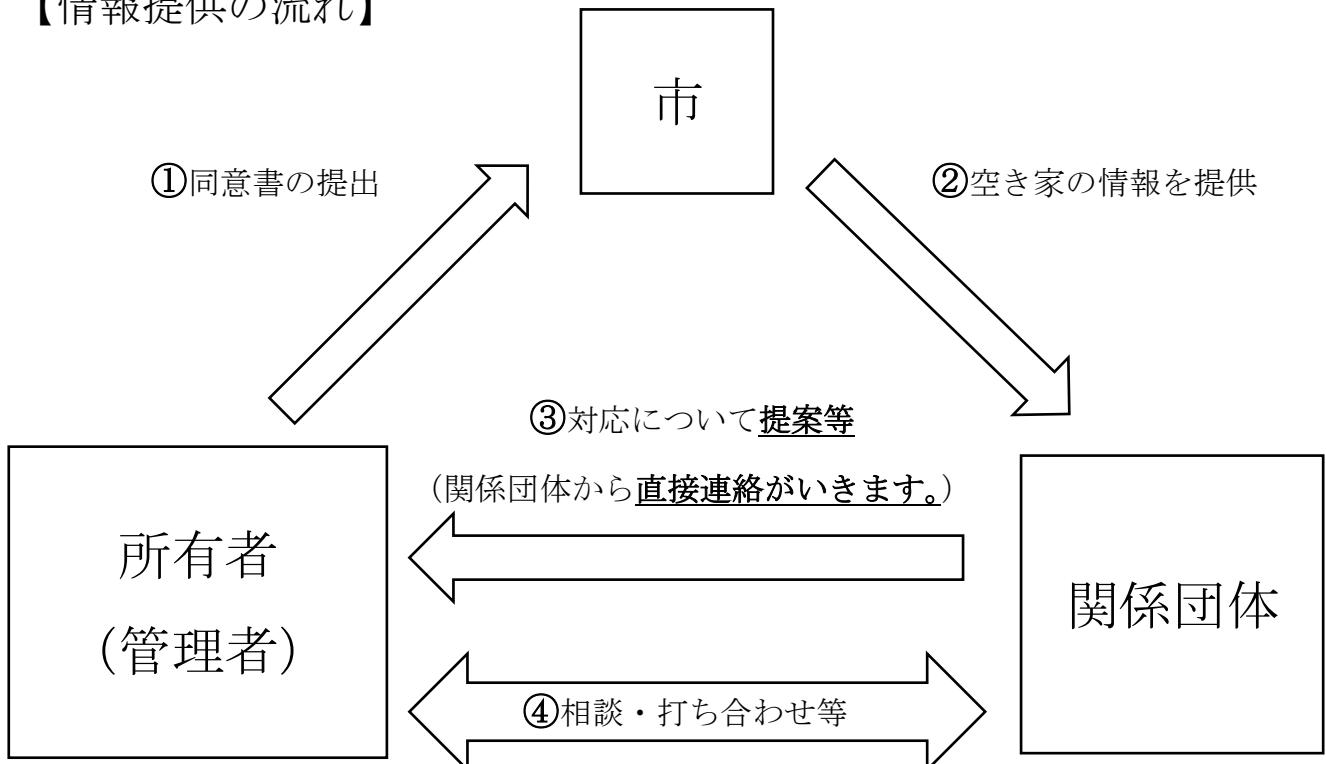 【情報提供の流れ】
市
①同意書の提出
②空き家の情報を提供
③対応について提案等
（関係団体から直接連絡がいきます。）
所有者
（管理者）
関係団体
④相談・打ち合わせ等